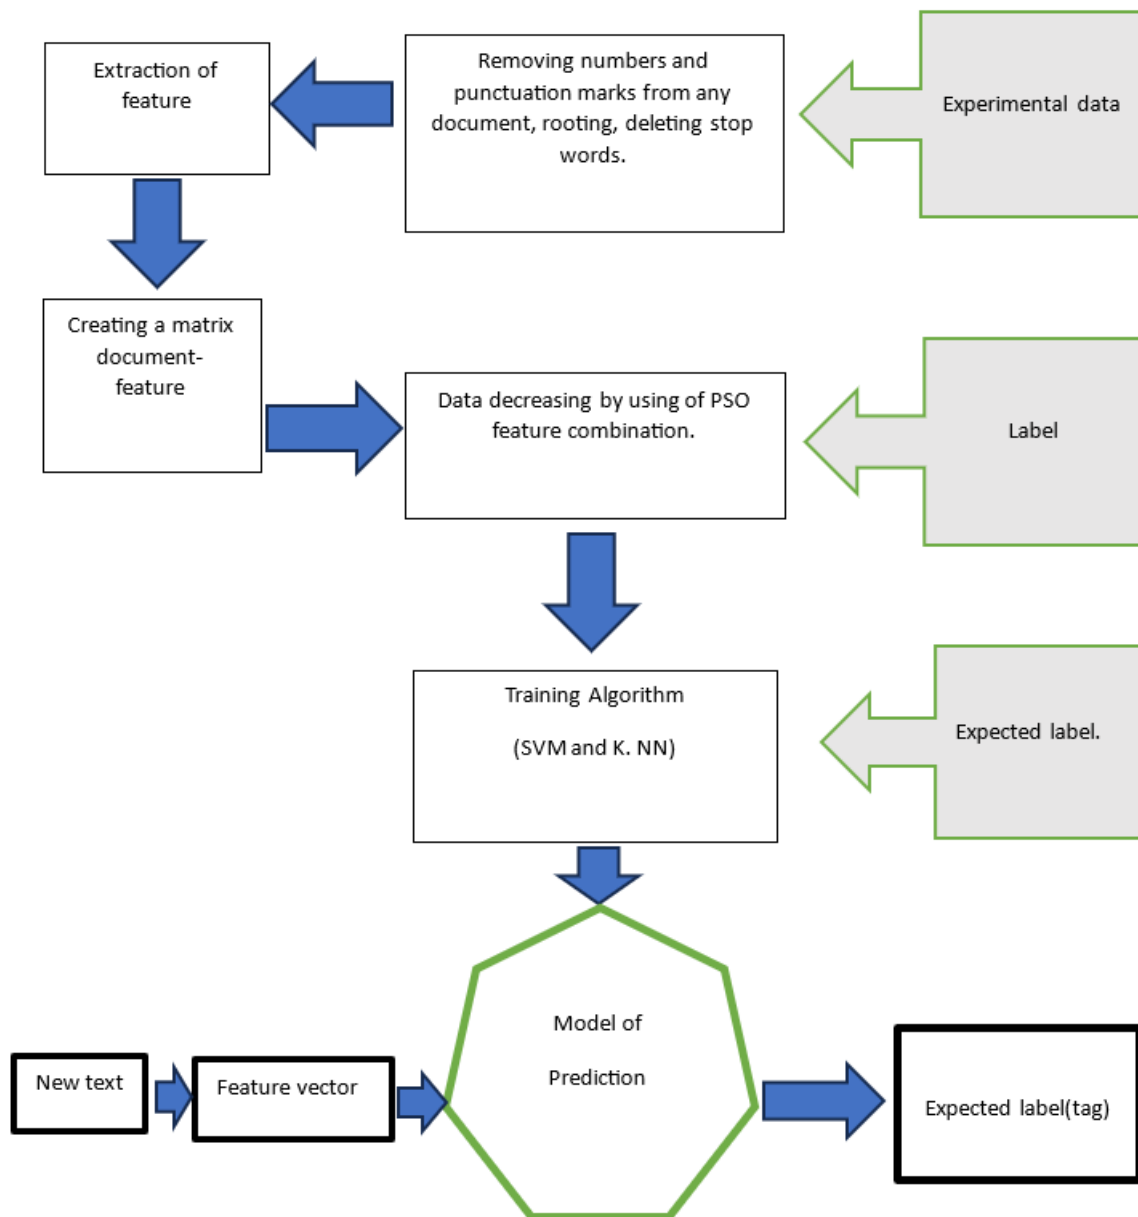 Extraction of
feature
Removing numbers and
punctuation marks from any
document, rooting, deleting stop
words.
Experimental data
Creating a matrix
document-
feature
Data decreasing by using of PSO
feature combination.
Label
Training Algorithm
(SVM and K. NN)
Expected label.
Model of
Prediction
New text
Feature vector
Expected label(tag)